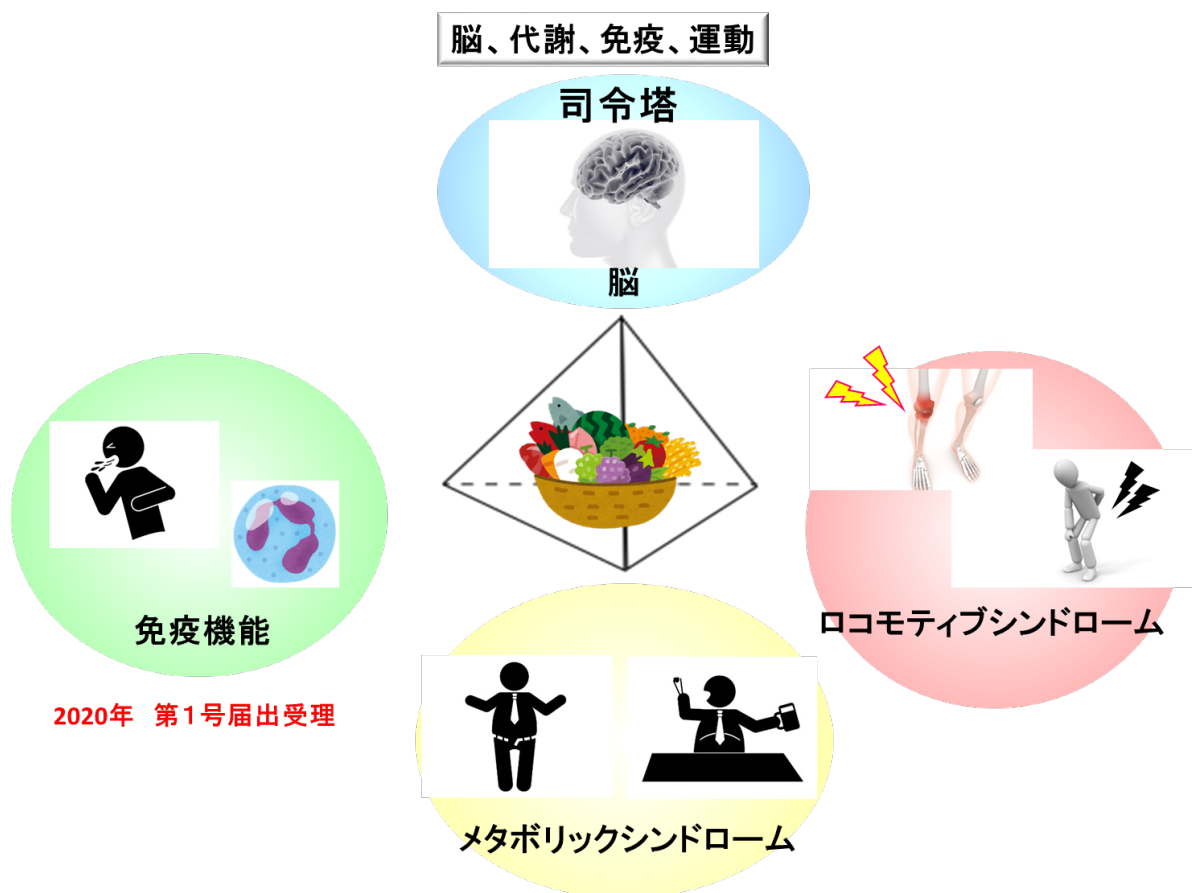 脳、代謝、免疫、運動
司令塔
脳
免疫機能
2020年 第１号届出受理
ロコモティブシンドローム
メタボリックシンドローム